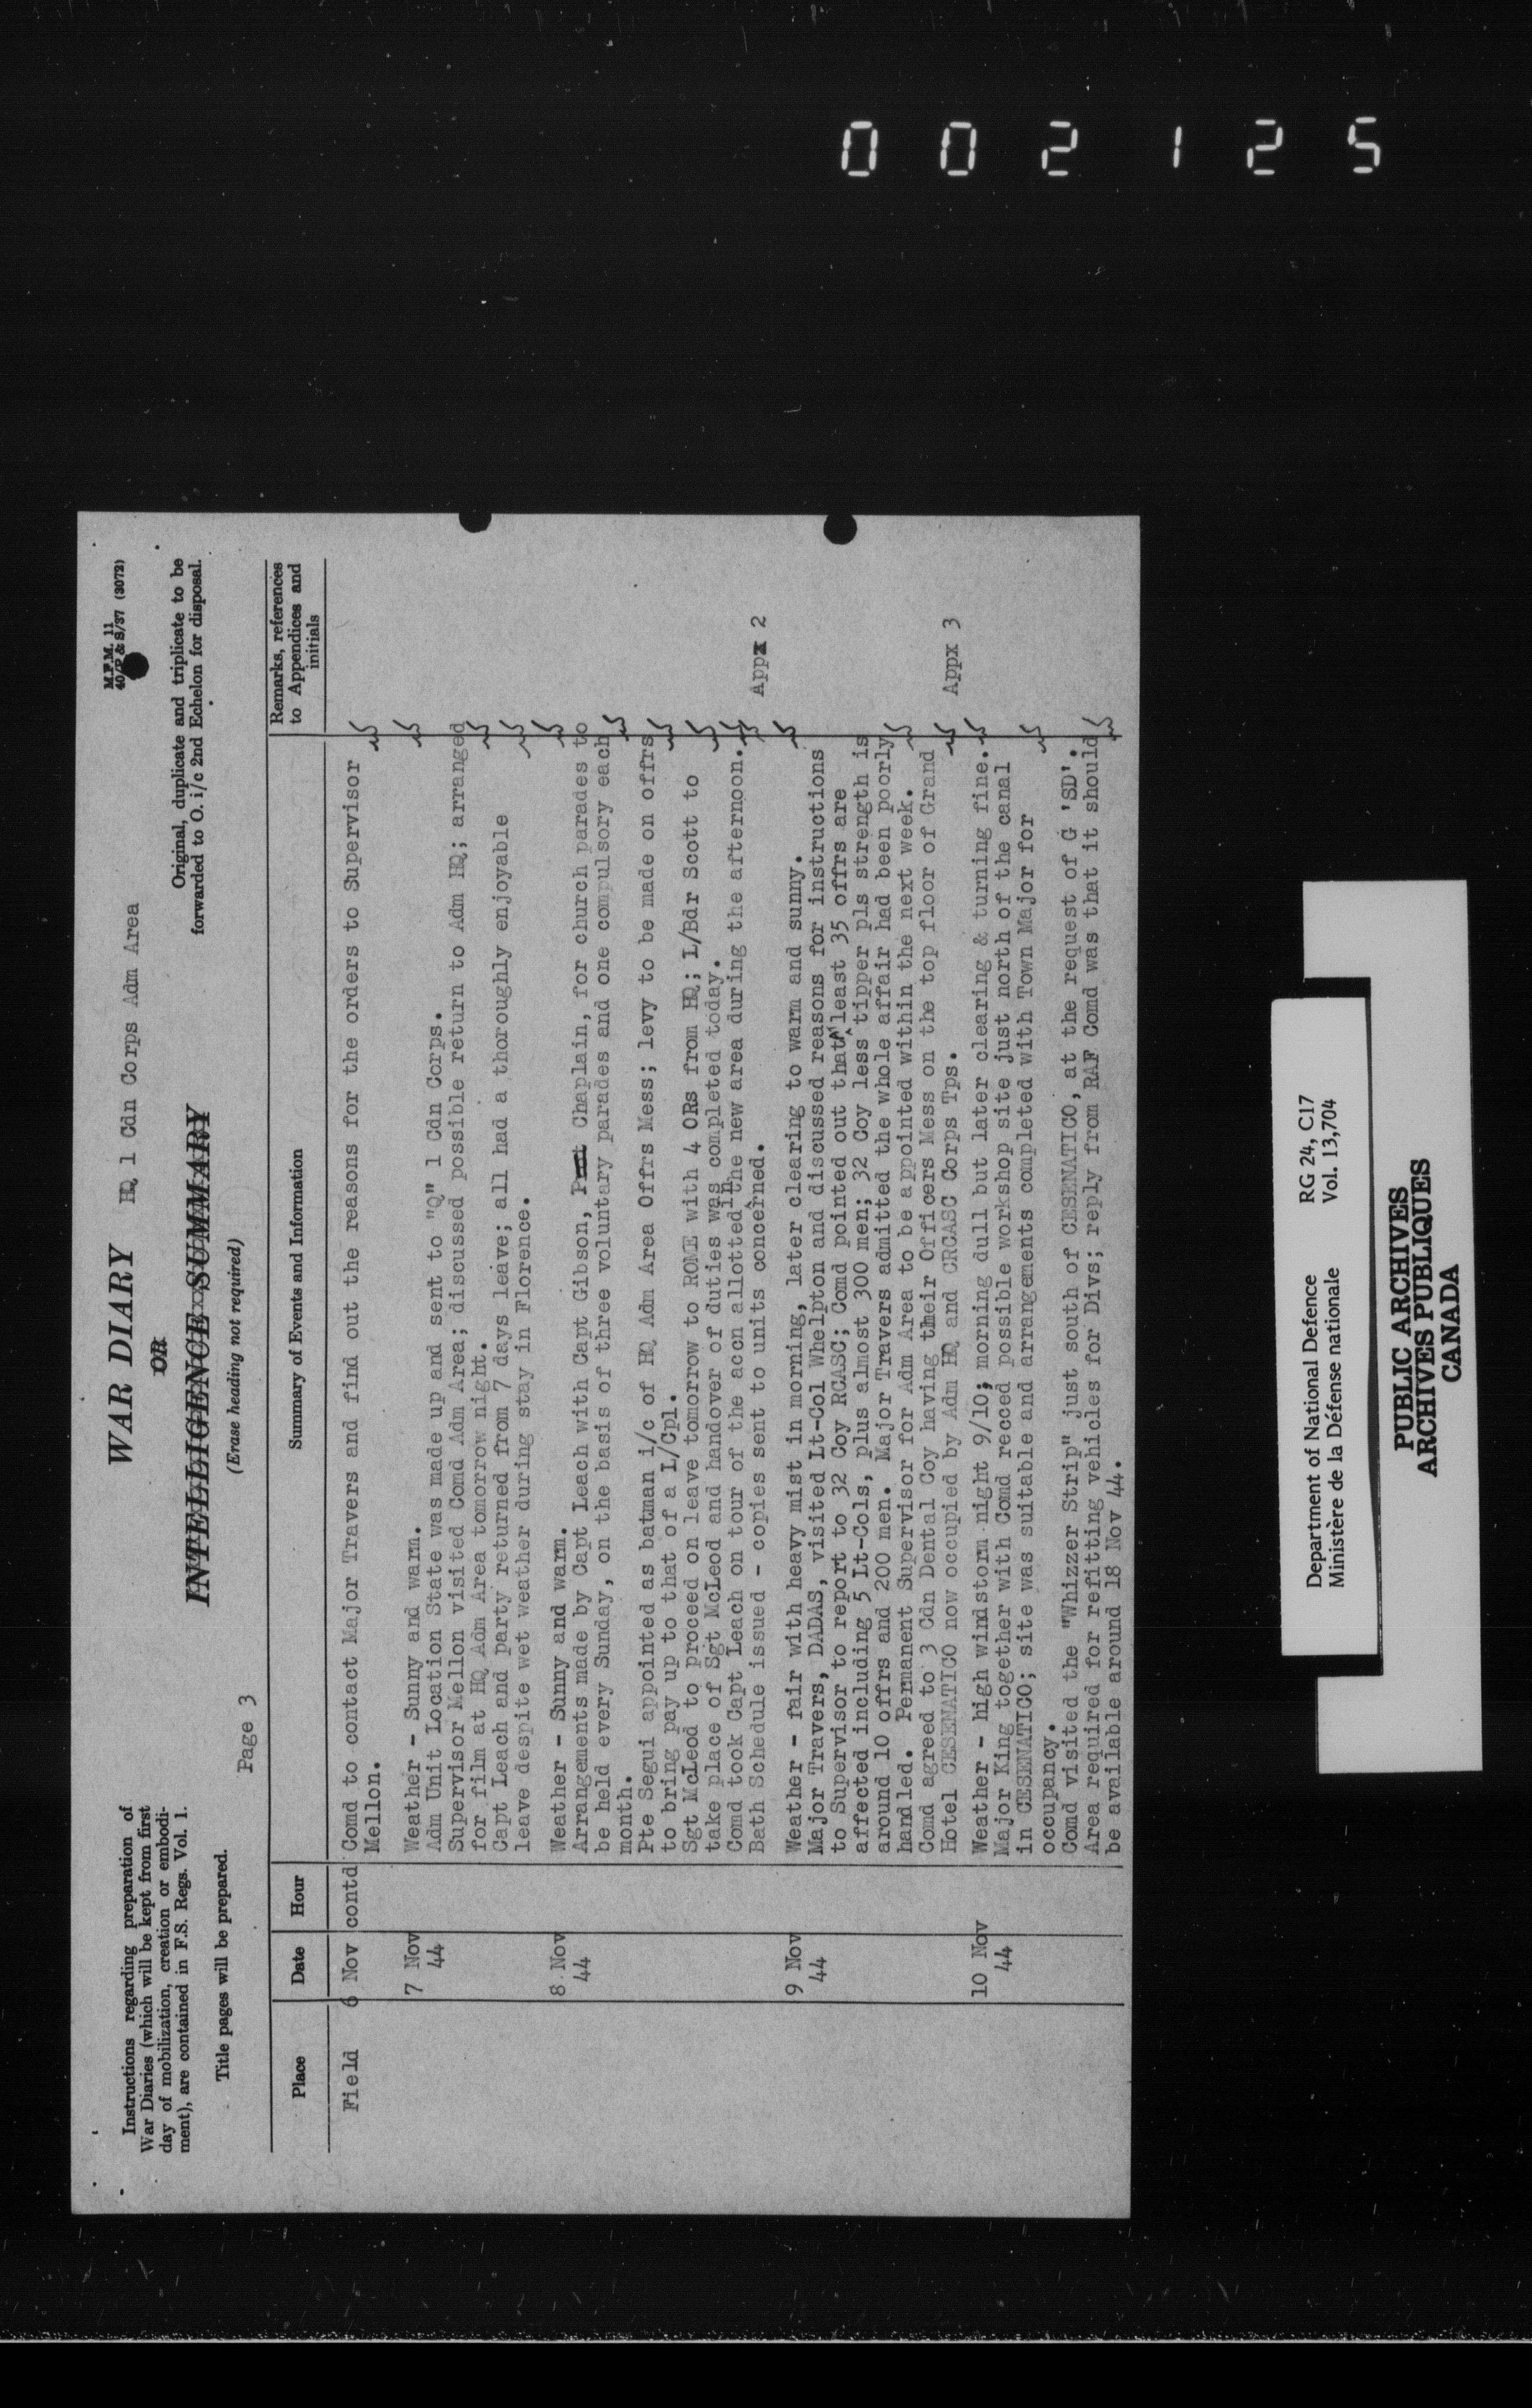 002125
Instructions regarding preparation of
War Diaries (which will be kept from first
day of mobilization, creation or embodi-
ment), are contained in F.S. Regs. Vol. 1.
Title pages will be prepared.
Page 3
WAR DIARY HQ 1 Cdn Corps Adm Area
OR
INTELLIGENCE SUMMARY
(Erase heading not required)
M.F.M. 11
40/P & S/37 (3072)
Original, duplicate and triplicate to be
forwarded to O. i/c 2nd Echelon for disposal.
Place Date Hour Summary of Events and Information Remarks, references
to Appendices and
initials
Field 6 Nov contd Comd to contact Major Travers and find out the reasons for the orders to Supervisor
Mellon.
7 Nov Weather - Sunny and warm.
44 Adm Unit Location State was made up and sent to "Q" 1 Cdn Corps.
Supervisor Mellon visited Comd Adm Area; discussed possible return to Adm HQ; arranged
for film at HQ Adm Area tomorrow night.
Capt Leach and party returned from 7 days leave; all had a thoroughly enjoyable
leave despite wet weather during stay in Florence.
8 Nov Weather - Sunny and warm.
44 Arrangements made by Capt Leach with Capt Gibson, Chaplain, for church parades to
be held every Sunday, on the basis of three voluntary parades and one compulsory each
month.
Pte Segui appointed as batman i/c of HQ Adm Area Offrs Mess; levy to be made on offrs
to bring pay up to that of a L/Cpl.
Sgt McLeod to proceed on leave tomorrow to ROME with 4 ORs from HQ; L/Bdr Scott to
take place of Sgt McLeod and handover of duties was completed today.
Comd took Capt Leach on tour of the accn allotted in the new area during the afternoon.
Bath Schedule issued - copies sent to units concerned. Appx 2
9 Nov Weather - fair with heavy mist in morning, later clearing to warm and sunny.
44 Major Travers, DADAS, visited Lt-Col Whelpton and discussed reasons for instructions
to Supervisor to report to 32 Coy RCASC; Comd pointed out that least 35 offrs are
affected including 5 Lt-Cols, plus almost 300 men; 32 Coy less tipper pls strength is
around 10 offrs and 200 men. Major Travers admitted the whole affair had been poorly
handled. Permanent Supervisor for Adm Area to be appointed within the next week.
Comd agreed to 3 Cdn Dental Coy having their Officers Mess on the top floor of Grand
Hotel CESENATICO now occupied by Adm HQ and CRCASC Corps Tps. Appx 3
10 Nov Weather - high windstorm night 9/10; morning dull but later clearing & turning fine.
44 Major King together with Comd recced possible workshop site just north of the canal
in CESENATICO; site was suitable and arrangements completed with Town Major for
occupancy.
Comd visited the "Whizzer Strip" just south of CESENATICO, at the request of G 'SD'.
Area required for refitting vehicles for Divs; reply from RAF Comd was that it should
be available around 18 Nov 44.
Department of National Defence RG 24, C17
Ministère de la Défense nationale Vol. 13,704
PUBLIC ARCHIVES
ARCHIVES PUBLIQUES
CANADA